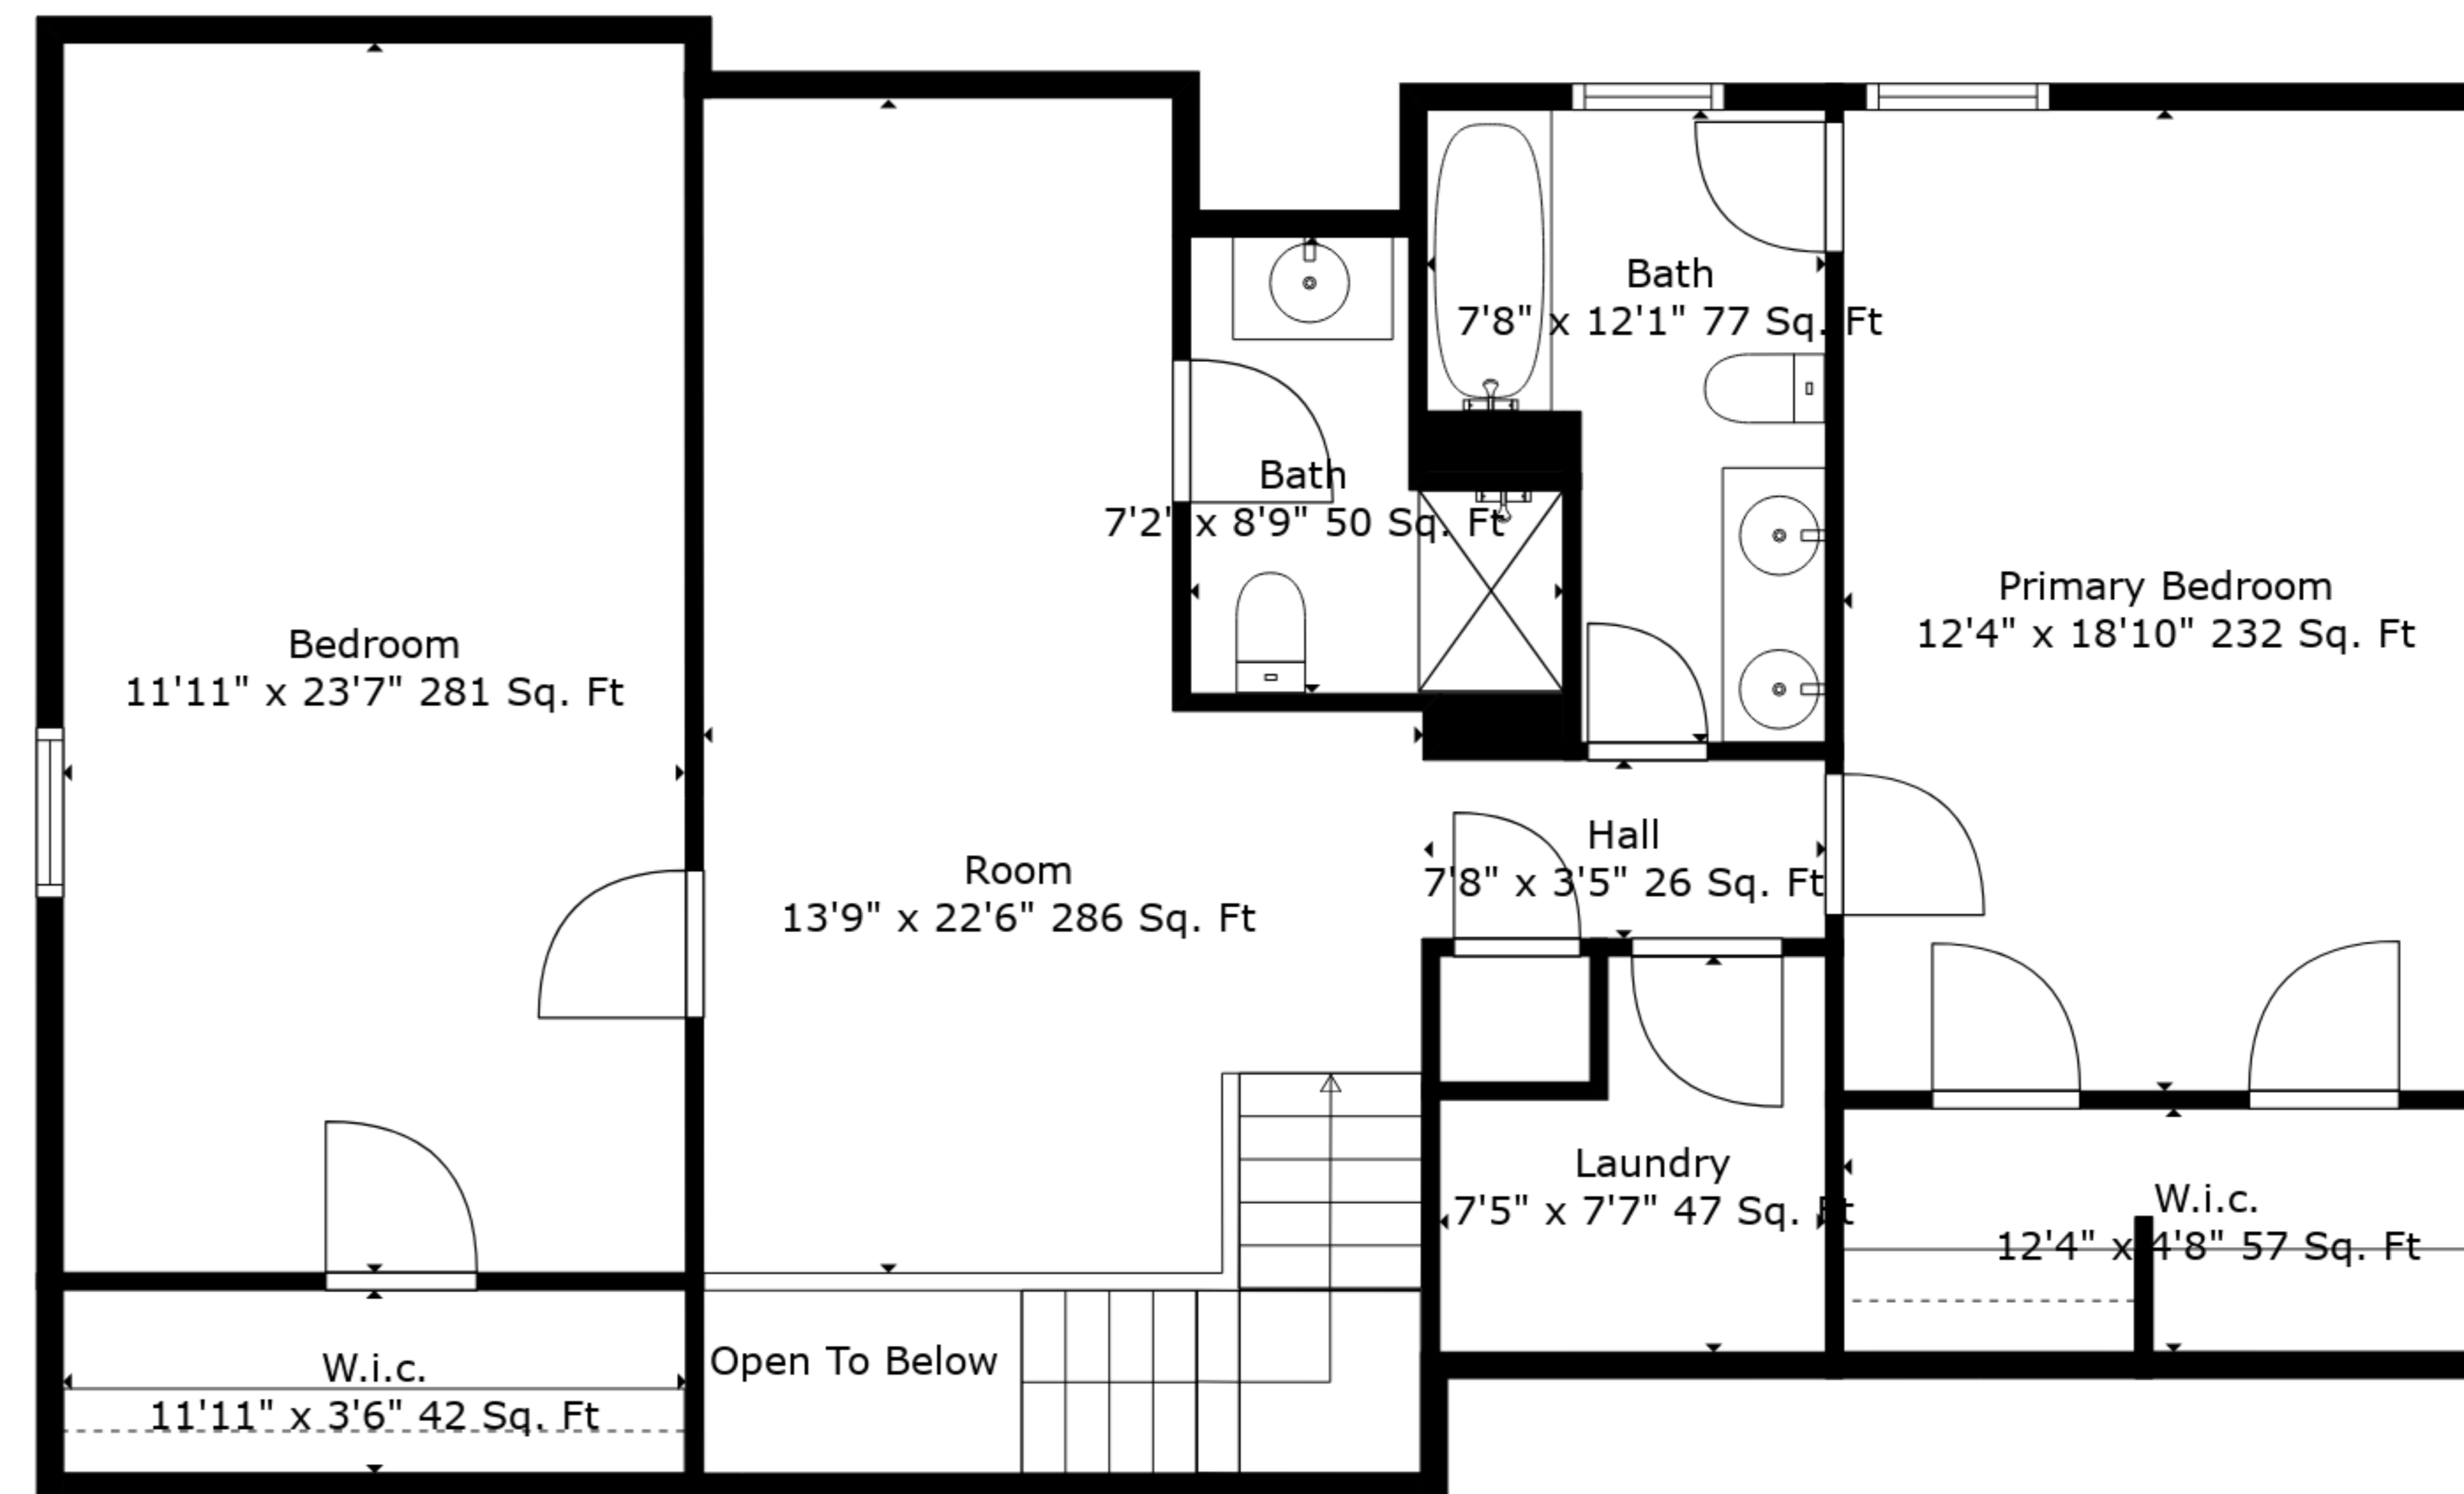 Bath
7'8" x 12'1" 77 Sq. Ft
Bath
7'2" x 8'9" 50 Sq. Ft
Primary Bedroom
12'4" x 18'10" 232 Sq. Ft
Bedroom
11'11" x 23'7" 281 Sq. Ft
Hall
7'8" x 3'5" 26 Sq. Ft
Room
13'9" x 22'6" 286 Sq. Ft
Laundry
7'5" x 7'7" 47 Sq. Ft
W.i.c.
12'4" x 4'8" 57 Sq. Ft
Open To Below
W.i.c.
11'11" x 3'6" 42 Sq. Ft